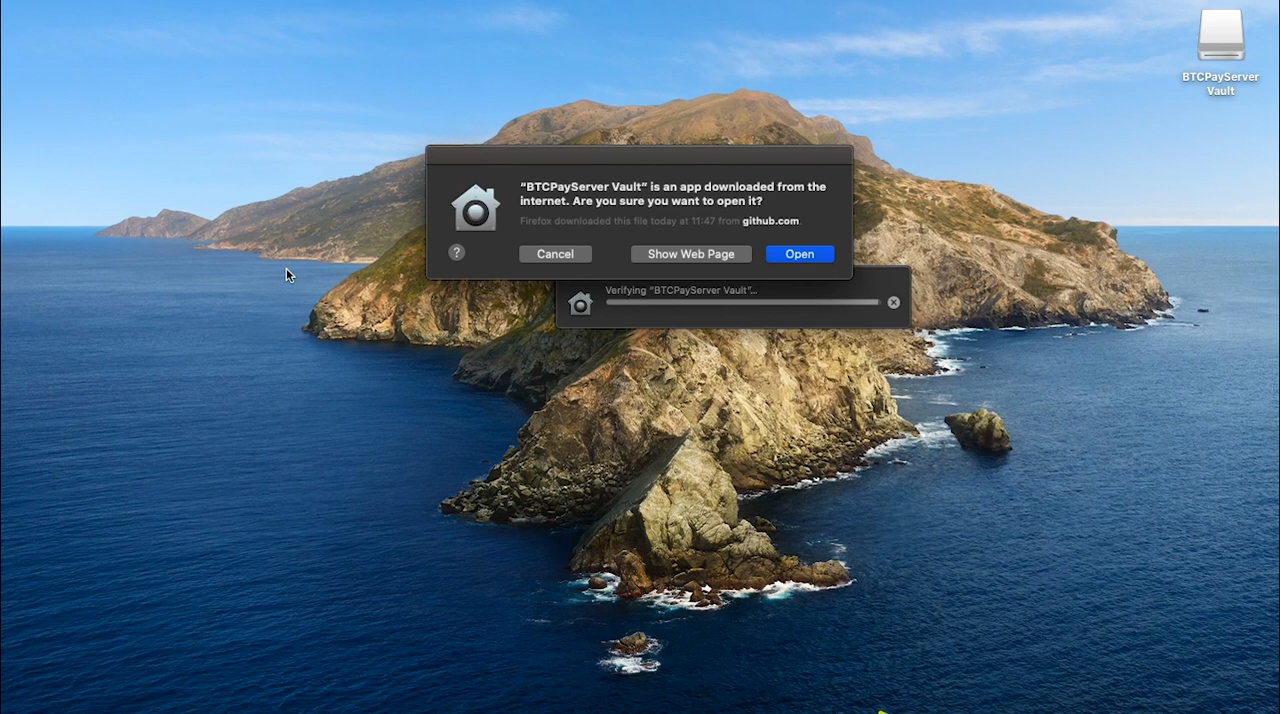 BTCPayServer
Vault
“BTCPayServer Vault” is an app downloaded from the
internet. Are you sure you want to open it?
Firefox downloaded this file today at 11:47 from github.com.
?
Cancel
Show Web Page
Open
Verifying “BTCPayServer Vault”...